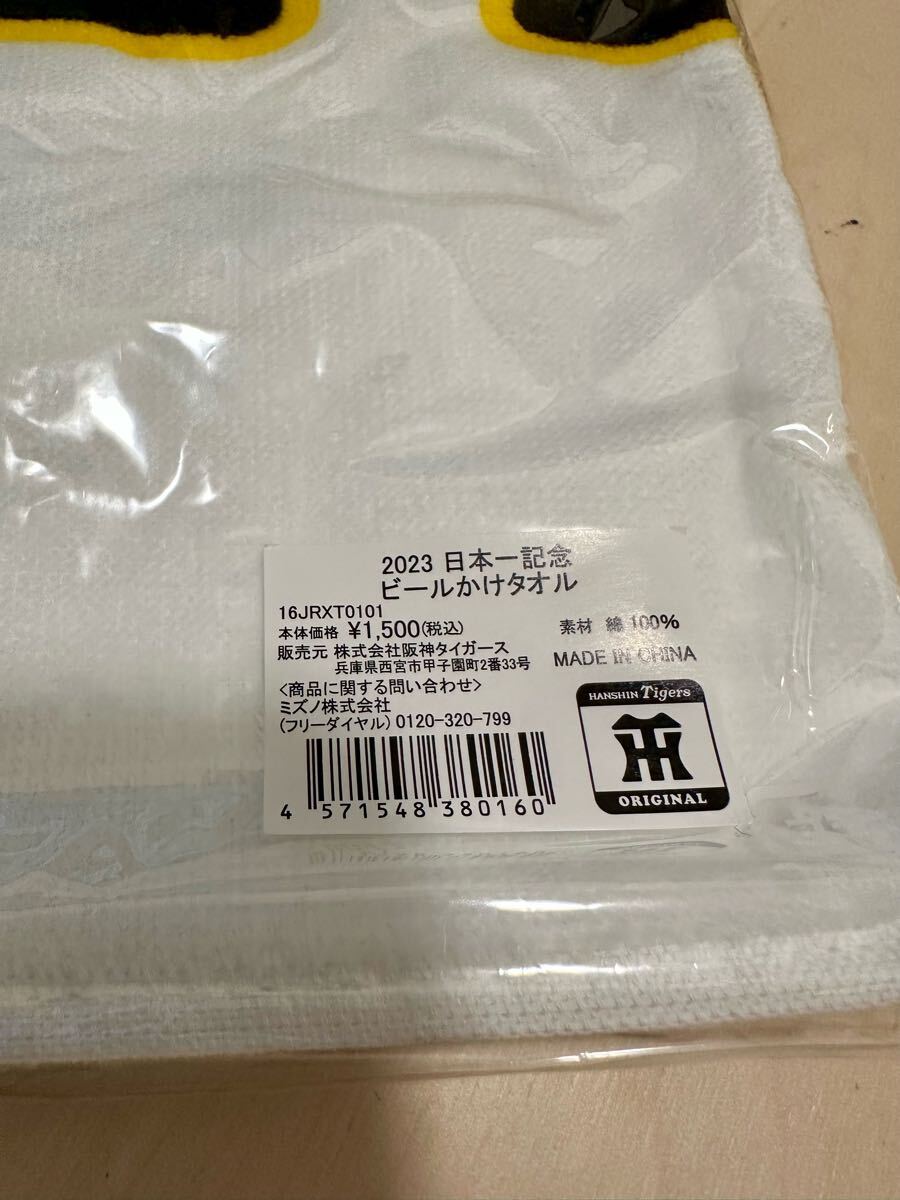 2023 日本一記念
ビールかけタオル
16JRXT0101
本体価格 ¥1,500(税込)
販売元 株式会社阪神タイガース
兵庫県西宮市甲子園町2番33号
<商品に関する問い合わせ>
ミズノ株式会社
(フリーダイヤル)0120-320-799
4 571548 380160
素材 綿 100%
MADE IN CHINA
HANSHIN Tigers
ORIGINAL